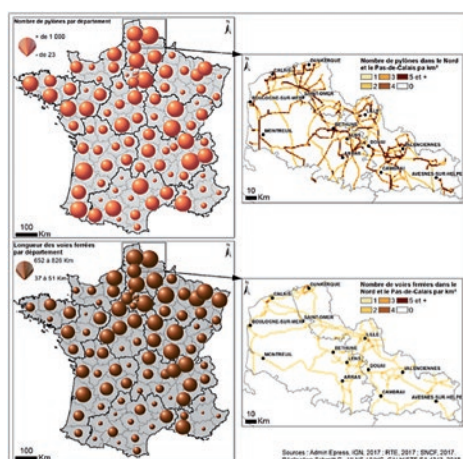 Nombre de pylônes par département
+ de 1 000
- de 23
100 Km
Nombre de pylônes dans le Nord
et le Pas-de-Calais pa km²
1 3 5 et +
2 4 0
DUNKERQUE
CALAIS
SAINT-OMER
BOULOGNE-SUR-MER
LILLE
BETHUNE
MONTREUIL
LENS
DOUAI
VALENCIENNES
ARRAS
CAMBRAI
AVESNES-SUR-HELPE
10 Km
Longueur des voies ferrées
par département
652 à 828 Km
37 à 51 Km
100 Km
Nombre de voies ferrées dans le
Nord et le Pas-de-Calais par km²
1 3 5 et +
2 4 0
DUNKERQUE
CALAIS
SAINT-OMER
BOULOGNE-SUR-MER
LILLE
BETHUNE
MONTREUIL
LENS
DOUAI
VALENCIENNES
ARRAS
CAMBRAI
AVESNES-SUR-HELPE
10 Km
Sources : Admin Epress, IGN, 2017 ; RTE, 2017 ; SNCF, 2017.